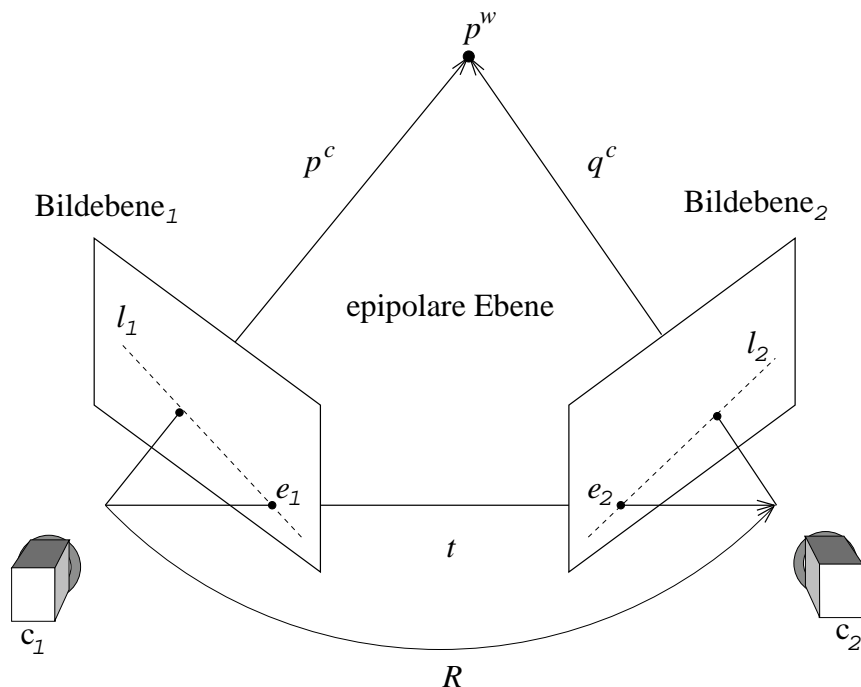 p^w
p^c
q^c
Bildebene_1
Bildebene_2
epipolare Ebene
l_1
l_2
e_1
e_2
t
c_1
c_2
R